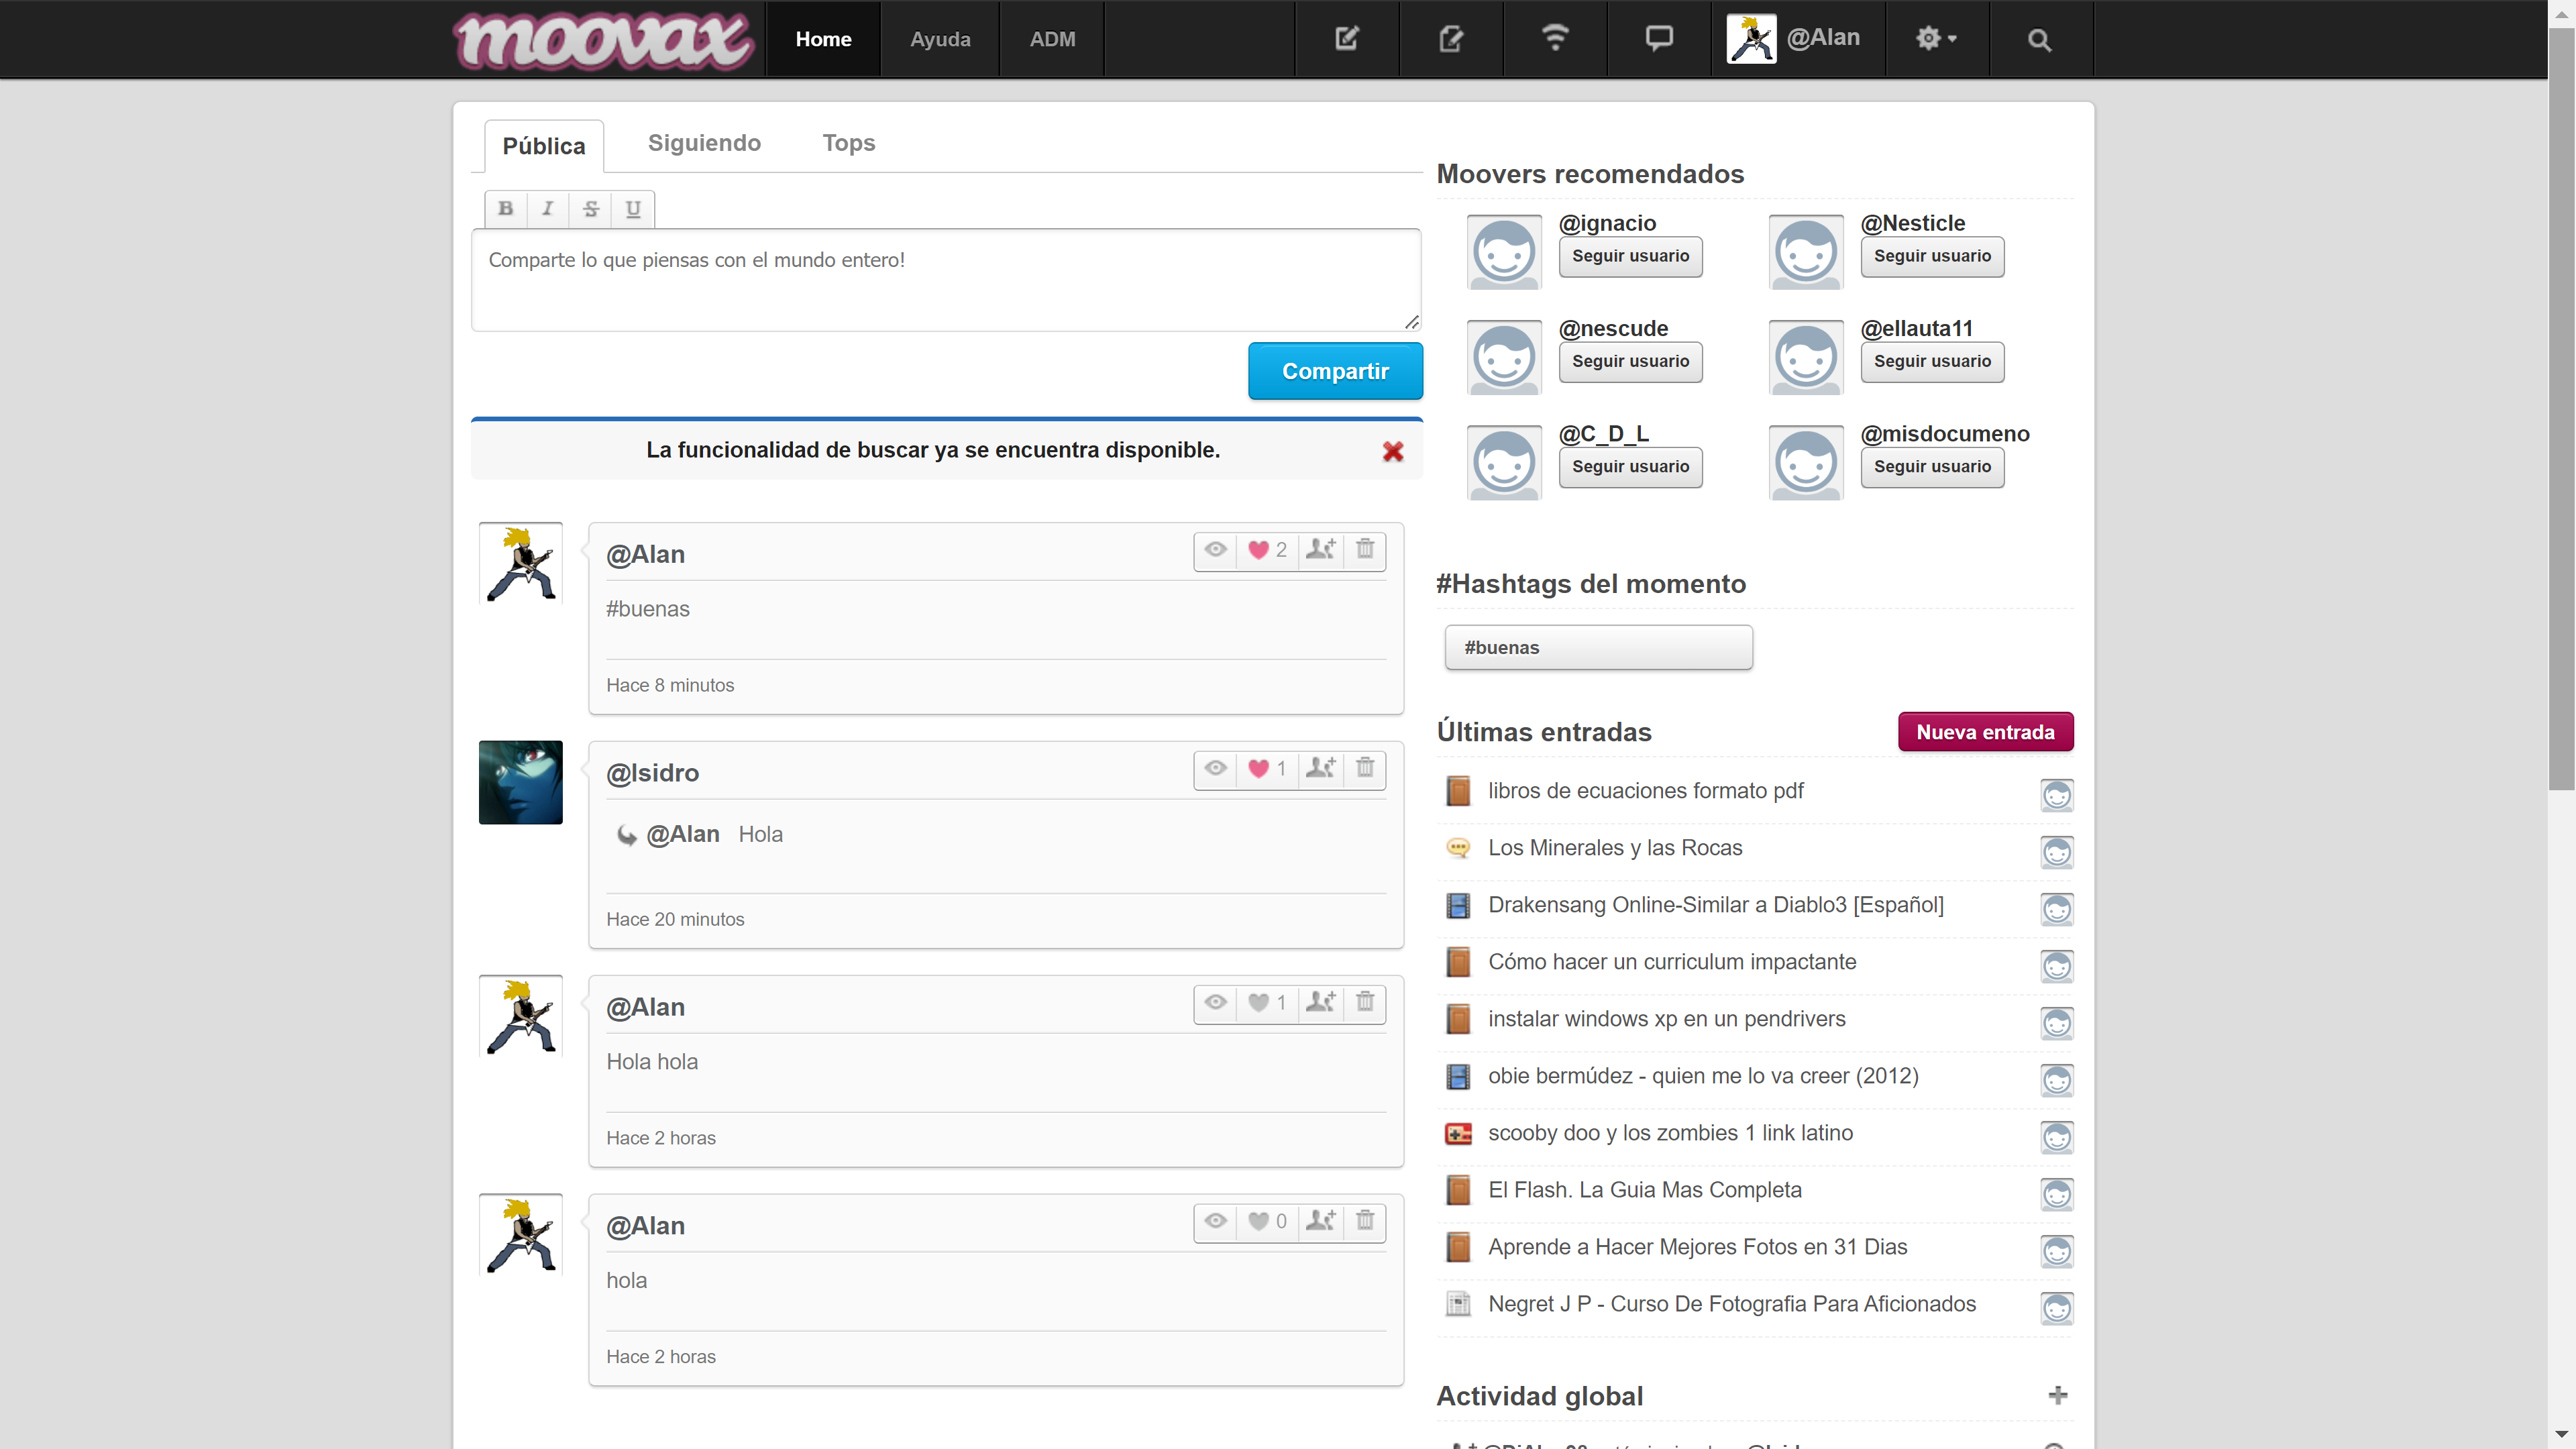 moovax
Home
Ayuda
ADM
@Alan
Pública
Siguiendo
Tops
B I S U
Comparte lo que piensas con el mundo entero!
Compartir
La funcionalidad de buscar ya se encuentra disponible.
@Alan
2
#buenas
Hace 8 minutos
@Isidro
1
@Alan Hola
Hace 20 minutos
@Alan
1
Hola hola
Hace 2 horas
@Alan
0
hola
Hace 2 horas
Moovers recomendados
@ignacio
Seguir usuario
@Nesticle
Seguir usuario
@nescude
Seguir usuario
@ellauta11
Seguir usuario
@C_D_L
Seguir usuario
@misdocumeno
Seguir usuario
#Hashtags del momento
#buenas
Últimas entradas
Nueva entrada
libros de ecuaciones formato pdf
Los Minerales y las Rocas
Drakensang Online-Similar a Diablo3 [Español]
Cómo hacer un curriculum impactante
instalar windows xp en un pendrivers
obie bermúdez - quien me lo va creer (2012)
scooby doo y los zombies 1 link latino
El Flash. La Guia Mas Completa
Aprende a Hacer Mejores Fotos en 31 Dias
Negret J P - Curso De Fotografia Para Aficionados
Actividad global